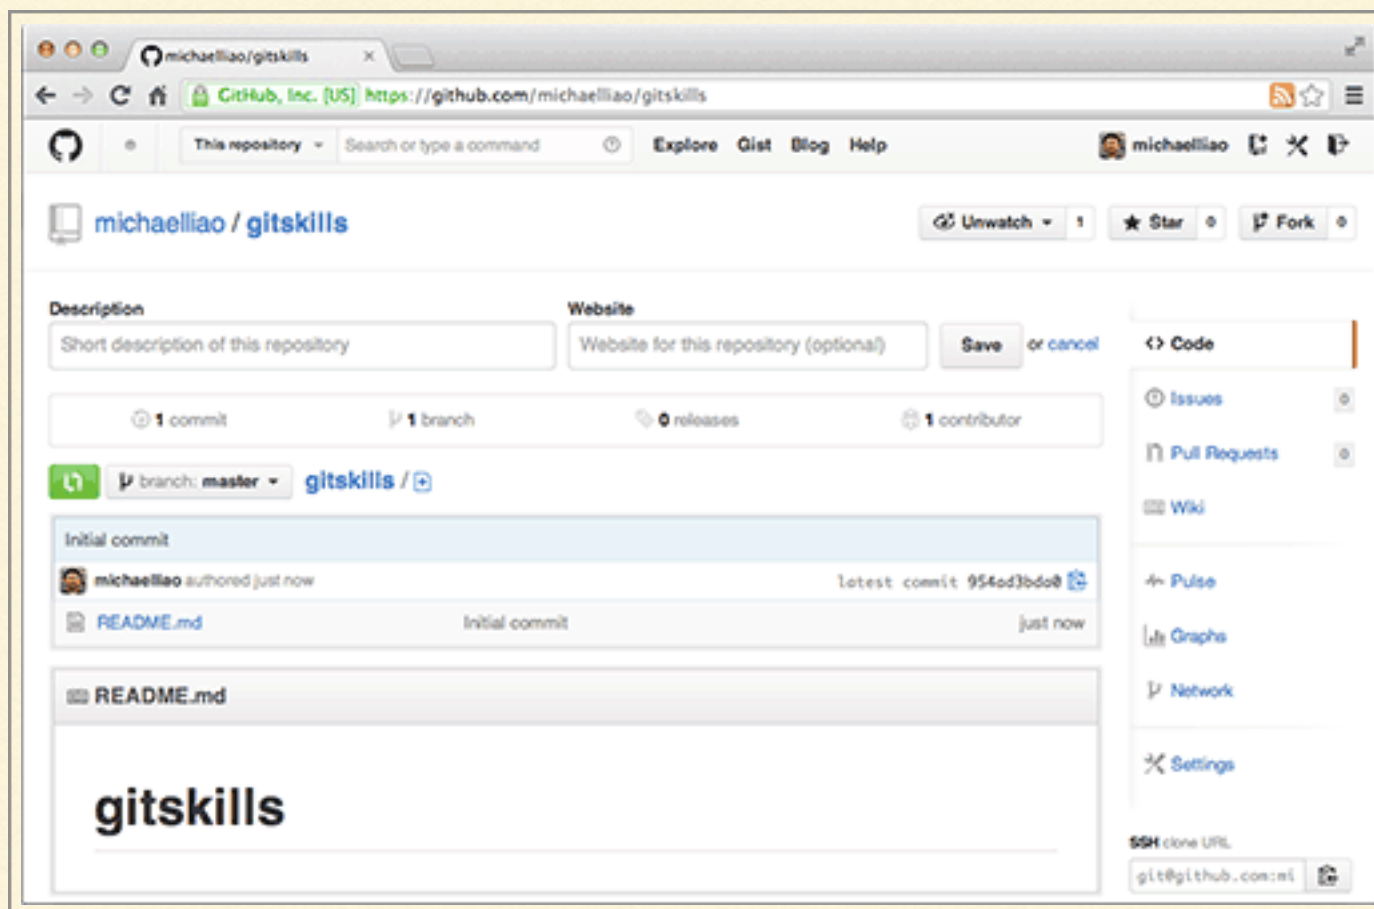 michaelliao/gitskills
GitHub, Inc. [US] https://github.com/michaelliao/gitskills
This repository Search or type a command Explore Gist Blog Help michaelliao
michaelliao / gitskills Unwatch 1 Star 0 Fork 0
Description Website
Short description of this repository Website for this repository (optional) Save or cancel
<> Code
1 commit 1 branch 0 releases 1 contributor
Issues 0
Pull Requests 0
Wiki
branch: master gitskills /
Initial commit
michaelliao authored just now latest commit 954ad3bda0
README.md Initial commit just now
Pulse
Graphs
Network
Settings
README.md
gitskills
SSH clone URL
git@github.com:mi